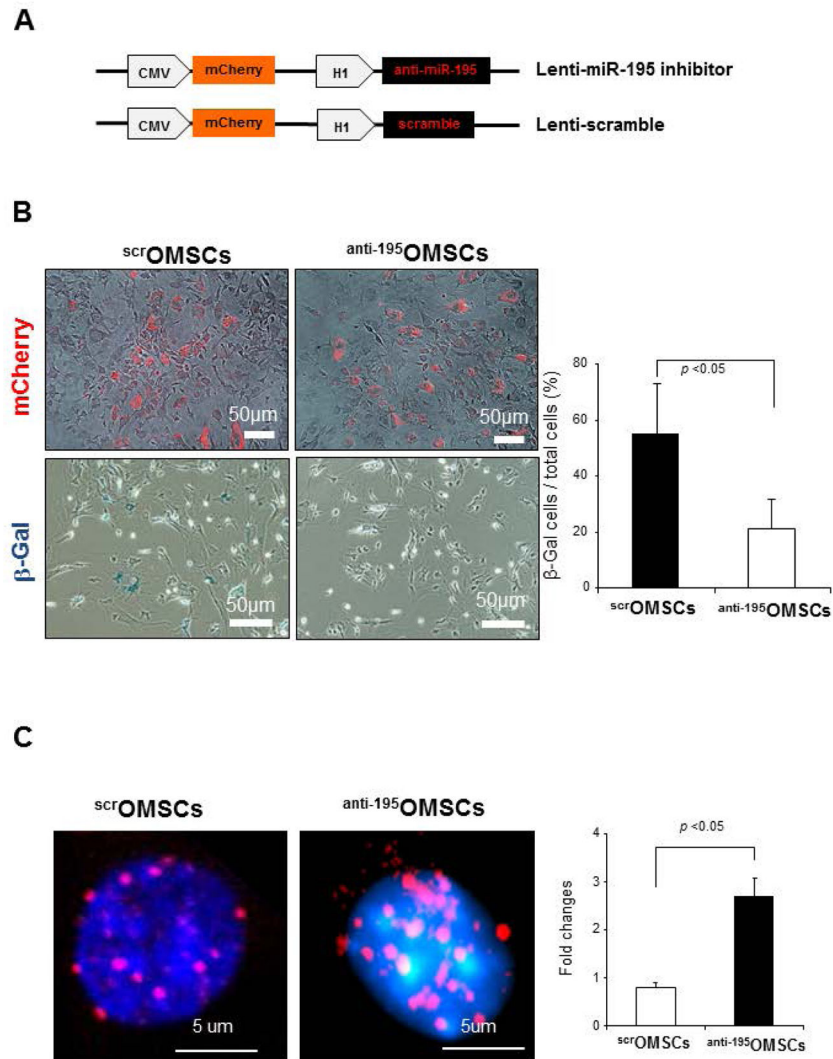 A
CMV mCherry H1 anti-miR-195 Lenti-miR-195 inhibitor
CMV mCherry H1 scramble Lenti-scramble
B
scrOMSCs anti-195OMSCs
mCherry
50μm 50μm
β-Gal
50μm 50μm
β-Gal cells / total cells (%)
80
60
40
20
0
p <0.05
scrOMSCs anti-195OMSCs
C
scrOMSCs anti-195OMSCs
5 um 5um
Fold changes
4
3
2
1
0
p <0.05
scrOMSCs anti-195OMSCs